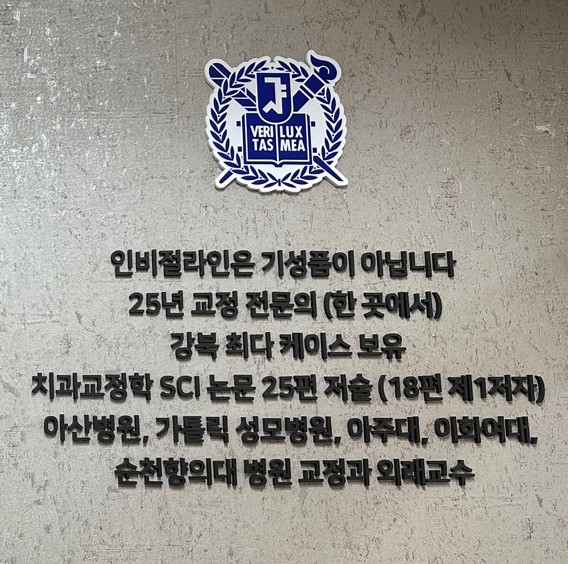 VERI LUX
TAS MEA
인비절라인은 기성품이 아닙니다
25년 교정 전문의 (한 곳에서)
강북 최다 케이스 보유
치과교정학 SCI 논문 25편 저술 (18편 제1저자)
아산병원, 가톨릭 성모병원, 아주대, 이화여대,
순천향의대 병원 교정과 외래교수